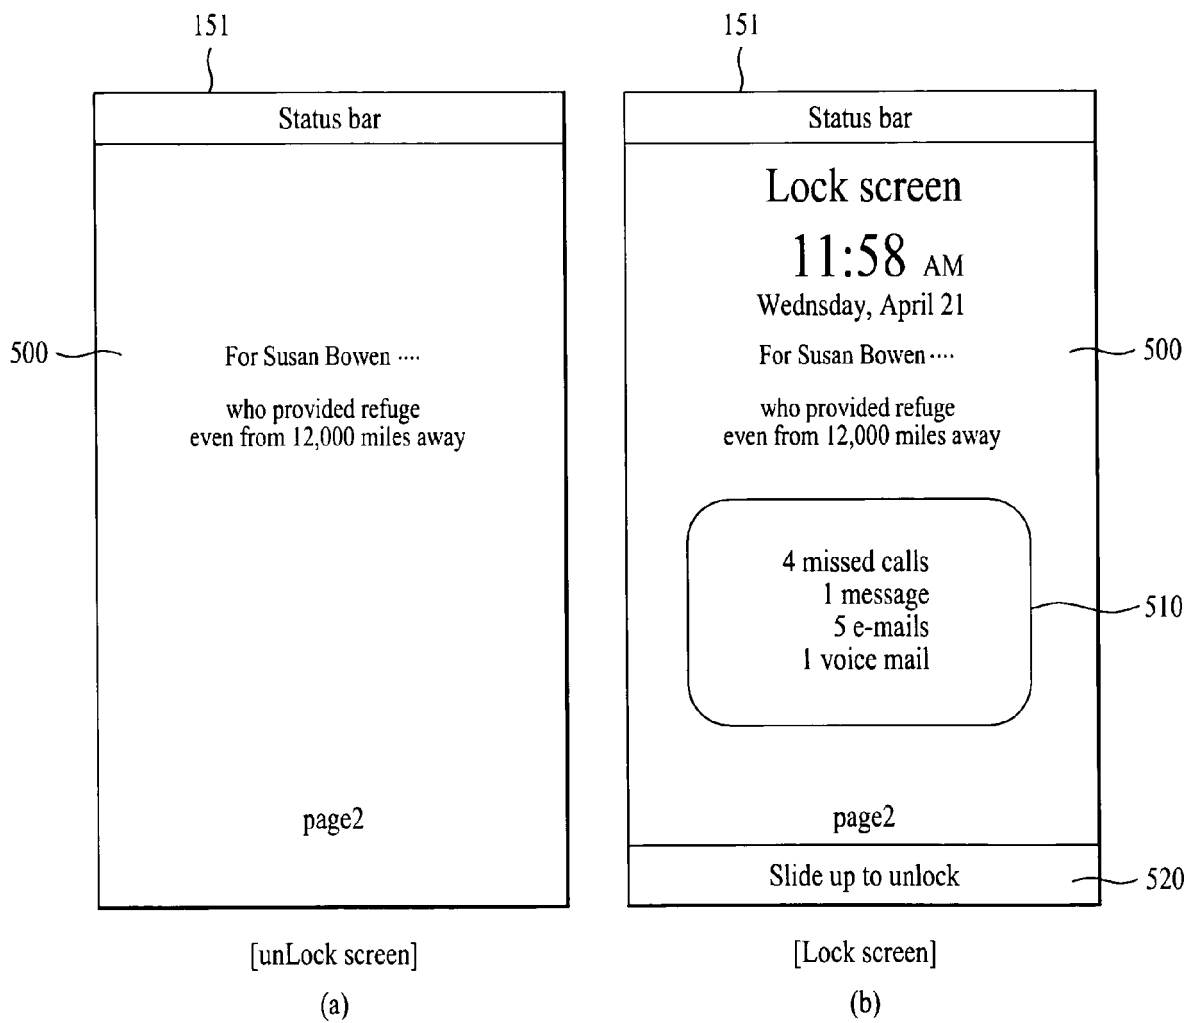 151
Status bar
500
For Susan Bowen ....
who provided refuge
even from 12,000 miles away
page2
[unLock screen]
(a)
151
Status bar
Lock screen
11:58 AM
Wednsday, April 21
For Susan Bowen ....
500
who provided refuge
even from 12,000 miles away
4 missed calls
1 message
5 e-mails
1 voice mail
510
page2
Slide up to unlock
520
[Lock screen]
(b)